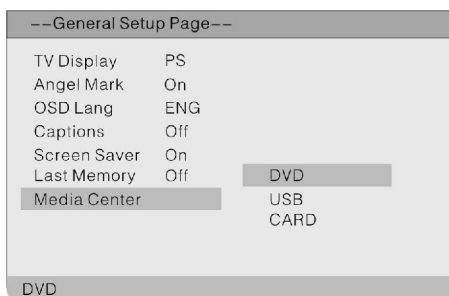 --General Setup Page--
TV Display PS
Angel Mark On
OSD Lang ENG
Captions Off
Screen Saver On
Last Memory Off DVD
Media Center USB
CARD
DVD